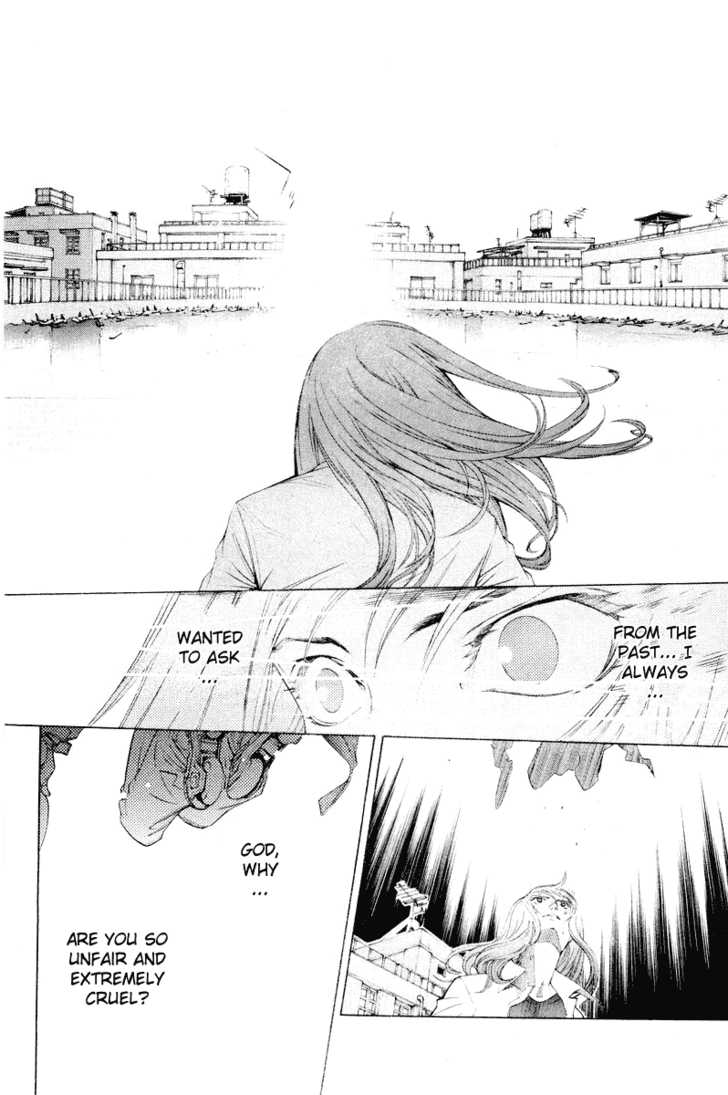 FROM THE
PAST... I
ALWAYS
...
WANTED
TO ASK
...
GOD,
WHY
...
ARE YOU SO
UNFAIR AND
EXTREMELY
CRUEL?